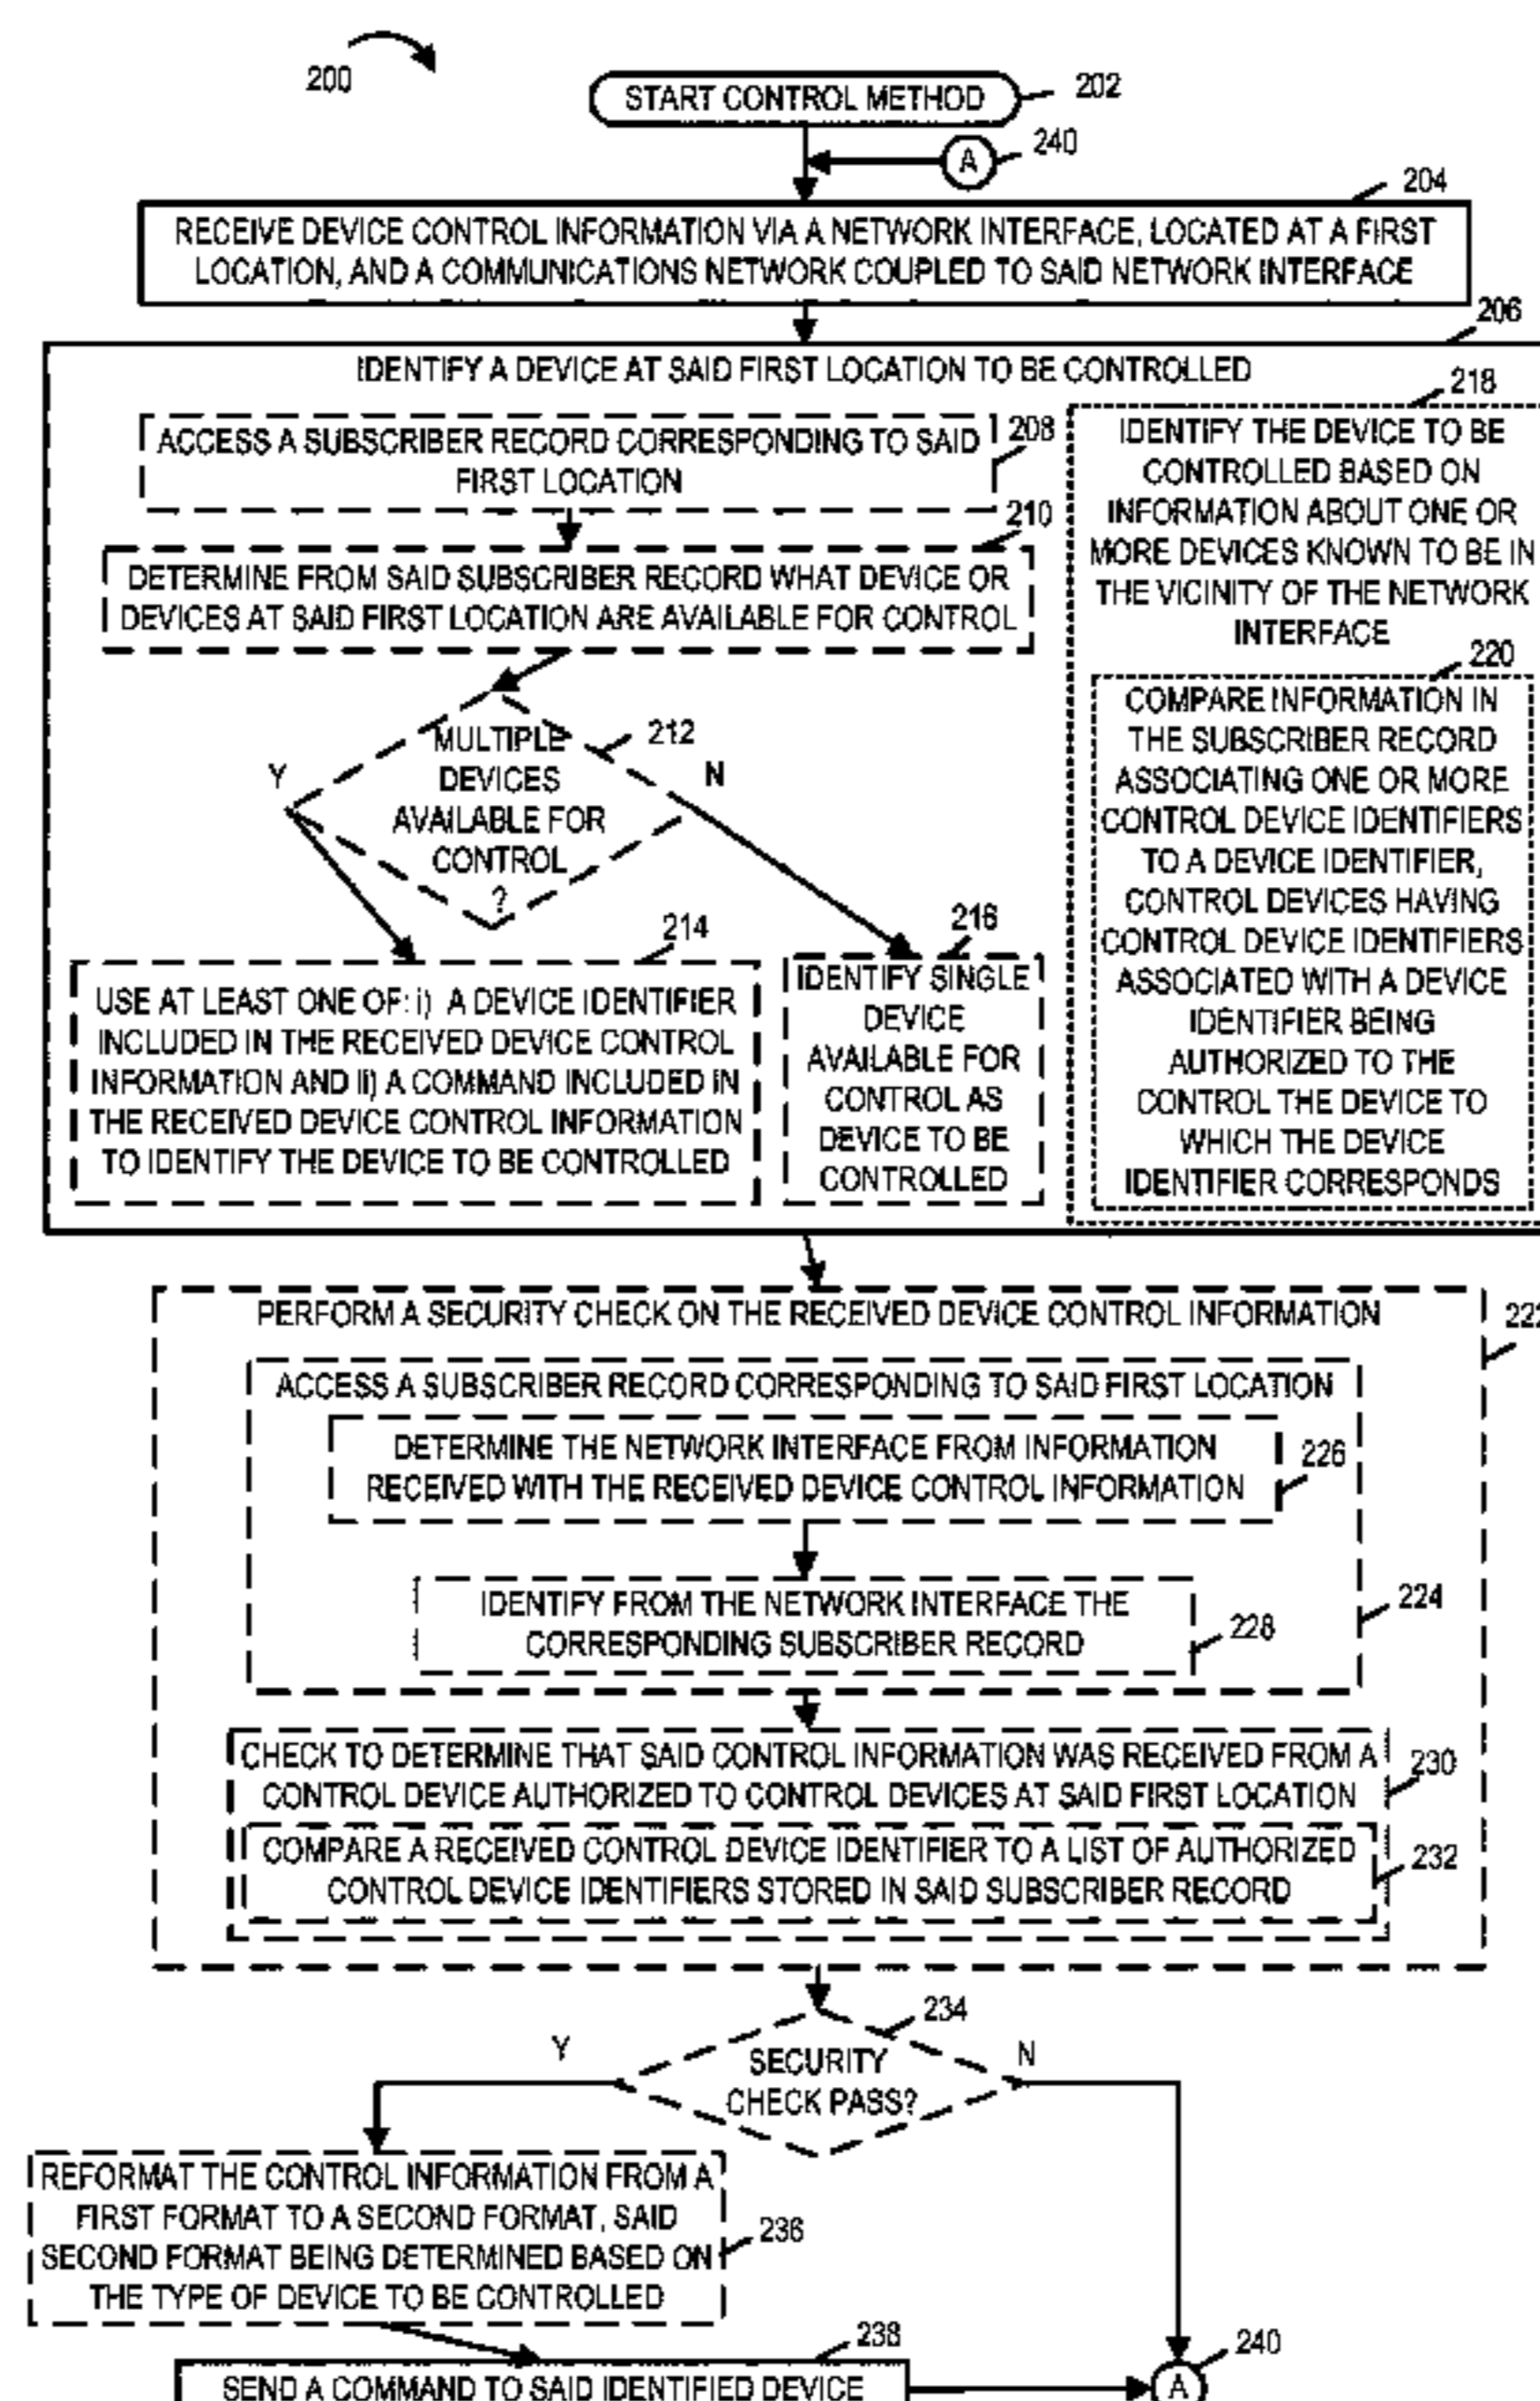 200
START CONTROL METHOD
202
A
240
204
RECEIVE DEVICE CONTROL INFORMATION VIA A NETWORK INTERFACE, LOCATED AT A FIRST
LOCATION, AND A COMMUNICATIONS NETWORK COUPLED TO SAID NETWORK INTERFACE
206
IDENTIFY A DEVICE AT SAID FIRST LOCATION TO BE CONTROLLED
ACCESS A SUBSCRIBER RECORD CORRESPONDING TO SAID
FIRST LOCATION
208
210
DETERMINE FROM SAID SUBSCRIBER RECORD WHAT DEVICE OR
DEVICES AT SAID FIRST LOCATION ARE AVAILABLE FOR CONTROL
MULTIPLE
DEVICES
AVAILABLE FOR
CONTROL
?
212
Y
N
214
USE AT LEAST ONE OF: i) A DEVICE IDENTIFIER
INCLUDED IN THE RECEIVED DEVICE CONTROL
INFORMATION AND ii) A COMMAND INCLUDED IN
THE RECEIVED DEVICE CONTROL INFORMATION
TO IDENTIFY THE DEVICE TO BE CONTROLLED
216
IDENTIFY SINGLE
DEVICE
AVAILABLE FOR
CONTROL AS
DEVICE TO BE
CONTROLLED
218
IDENTIFY THE DEVICE TO BE
CONTROLLED BASED ON
INFORMATION ABOUT ONE OR
MORE DEVICES KNOWN TO BE IN
THE VICINITY OF THE NETWORK
INTERFACE
220
COMPARE INFORMATION IN
THE SUBSCRIBER RECORD
ASSOCIATING ONE OR MORE
CONTROL DEVICE IDENTIFIERS
TO A DEVICE IDENTIFIER,
CONTROL DEVICES HAVING
CONTROL DEVICE IDENTIFIERS
ASSOCIATED WITH A DEVICE
IDENTIFIER BEING
AUTHORIZED TO THE
CONTROL THE DEVICE TO
WHICH THE DEVICE
IDENTIFIER CORRESPONDS
PERFORM A SECURITY CHECK ON THE RECEIVED DEVICE CONTROL INFORMATION
ACCESS A SUBSCRIBER RECORD CORRESPONDING TO SAID FIRST LOCATION
DETERMINE THE NETWORK INTERFACE FROM INFORMATION
RECEIVED WITH THE RECEIVED DEVICE CONTROL INFORMATION
226
IDENTIFY FROM THE NETWORK INTERFACE THE
CORRESPONDING SUBSCRIBER RECORD
228
224
CHECK TO DETERMINE THAT SAID CONTROL INFORMATION WAS RECEIVED FROM A
CONTROL DEVICE AUTHORIZED TO CONTROL DEVICES AT SAID FIRST LOCATION
230
COMPARE A RECEIVED CONTROL DEVICE IDENTIFIER TO A LIST OF AUTHORIZED
CONTROL DEVICE IDENTIFIERS STORED IN SAID SUBSCRIBER RECORD
232
234
SECURITY
CHECK PASS?
Y
N
REFORMAT THE CONTROL INFORMATION FROM A
FIRST FORMAT TO A SECOND FORMAT, SAID
SECOND FORMAT BEING DETERMINED BASED ON
THE TYPE OF DEVICE TO BE CONTROLLED
236
238
SEND A COMMAND TO SAID IDENTIFIED DEVICE
240
A